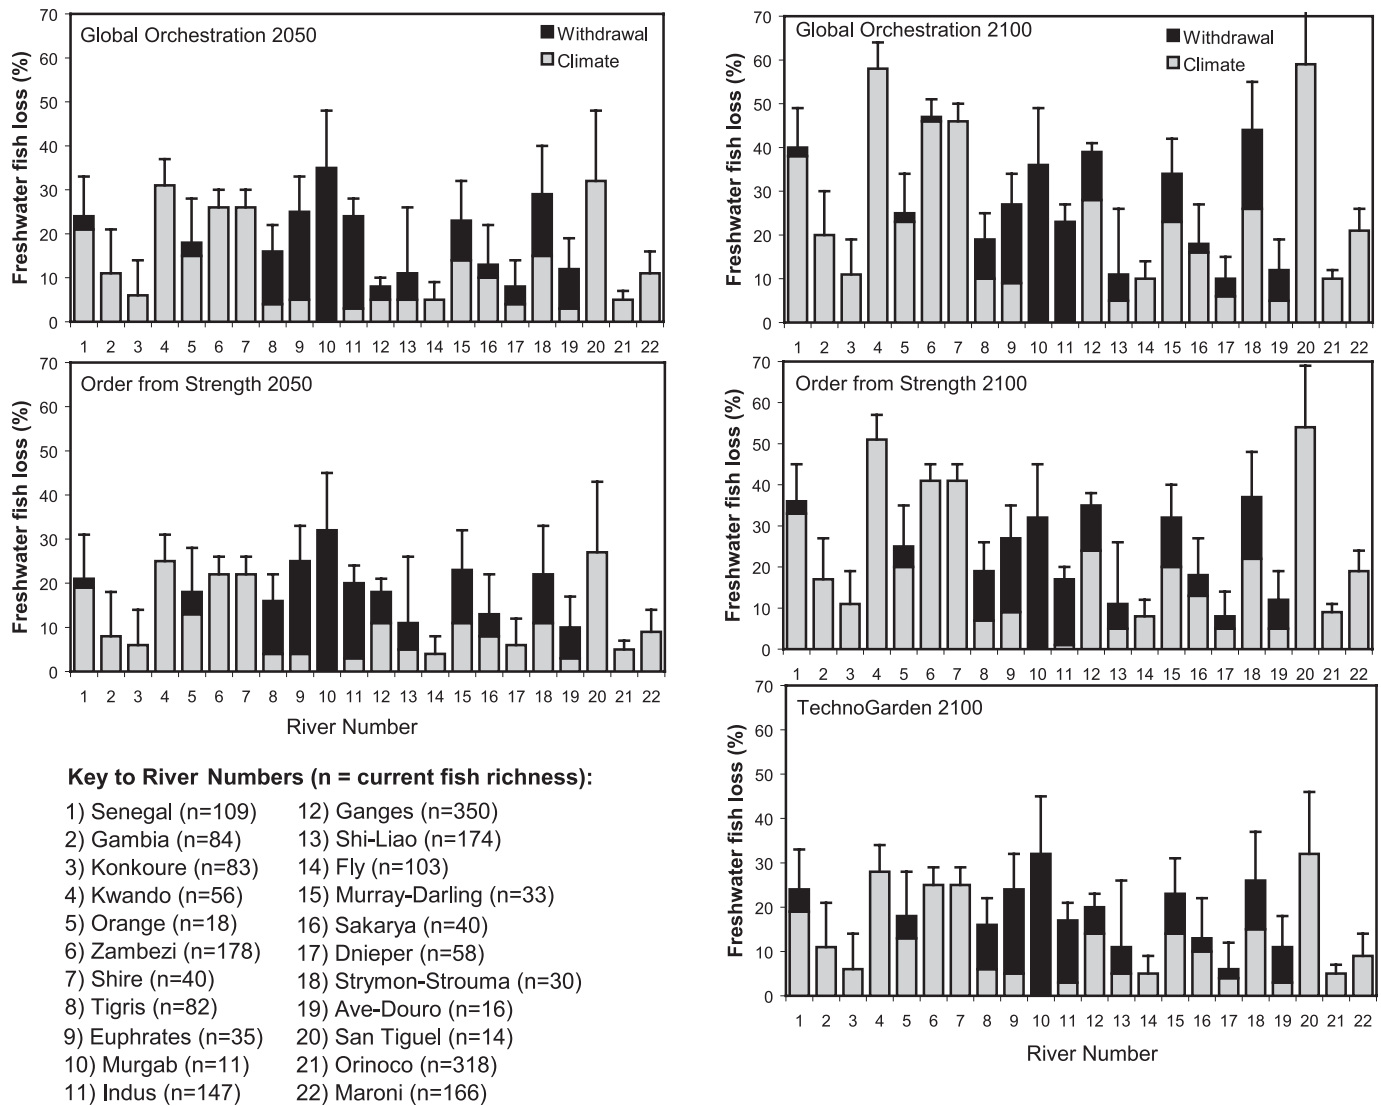 Global Orchestration 2050
Withdrawal
Climate
Freshwater fish loss (%)
70
60
50
40
30
20
10
0
1 2 3 4 5 6 7 8 9 10 11 12 13 14 15 16 17 18 19 20 21 22
Global Orchestration 2100
Withdrawal
Climate
Freshwater fish loss (%)
70
60
50
40
30
20
10
0
1 2 3 4 5 6 7 8 9 10 11 12 13 14 15 16 17 18 19 20 21 22
Order from Strength 2050
Freshwater fish loss (%)
70
60
50
40
30
20
10
0
1 2 3 4 5 6 7 8 9 10 11 12 13 14 15 16 17 18 19 20 21 22
River Number
Order from Strength 2100
Freshwater fish loss (%)
70
60
50
40
30
20
10
0
1 2 3 4 5 6 7 8 9 10 11 12 13 14 15 16 17 18 19 20 21 22
TechnoGarden 2100
Freshwater fish loss (%)
70
60
50
40
30
20
10
0
1 2 3 4 5 6 7 8 9 10 11 12 13 14 15 16 17 18 19 20 21 22
River Number
Key to River Numbers (n = current fish richness):
1) Senegal (n=109)
2) Gambia (n=84)
3) Konkoure (n=83)
4) Kwando (n=56)
5) Orange (n=18)
6) Zambezi (n=178)
7) Shire (n=40)
8) Tigris (n=82)
9) Euphrates (n=35)
10) Murgab (n=11)
11) Indus (n=147)
12) Ganges (n=350)
13) Shi-Liao (n=174)
14) Fly (n=103)
15) Murray-Darling (n=33)
16) Sakarya (n=40)
17) Dnieper (n=58)
18) Strymon-Strouma (n=30)
19) Ave-Douro (n=16)
20) San Tiguel (n=14)
21) Orinoco (n=318)
22) Maroni (n=166)